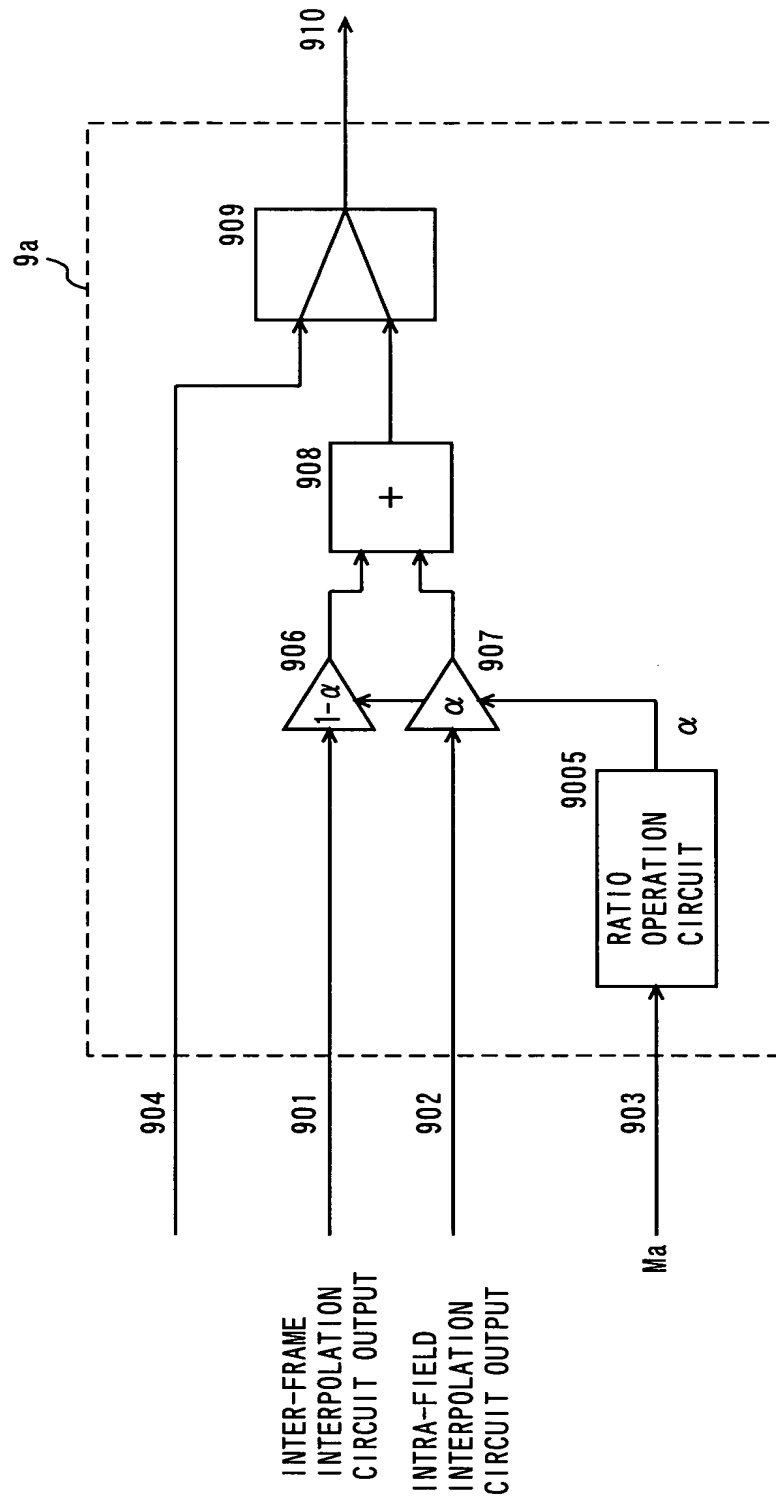 9a
904
909
910
INTER-FRAME
INTERPOLATION
CIRCUIT OUTPUT
901
906
1-α
908
+
INTRA-FIELD
INTERPOLATION
CIRCUIT OUTPUT
902
α
907
Ma
903
9005
RATIO
OPERATION
CIRCUIT
α